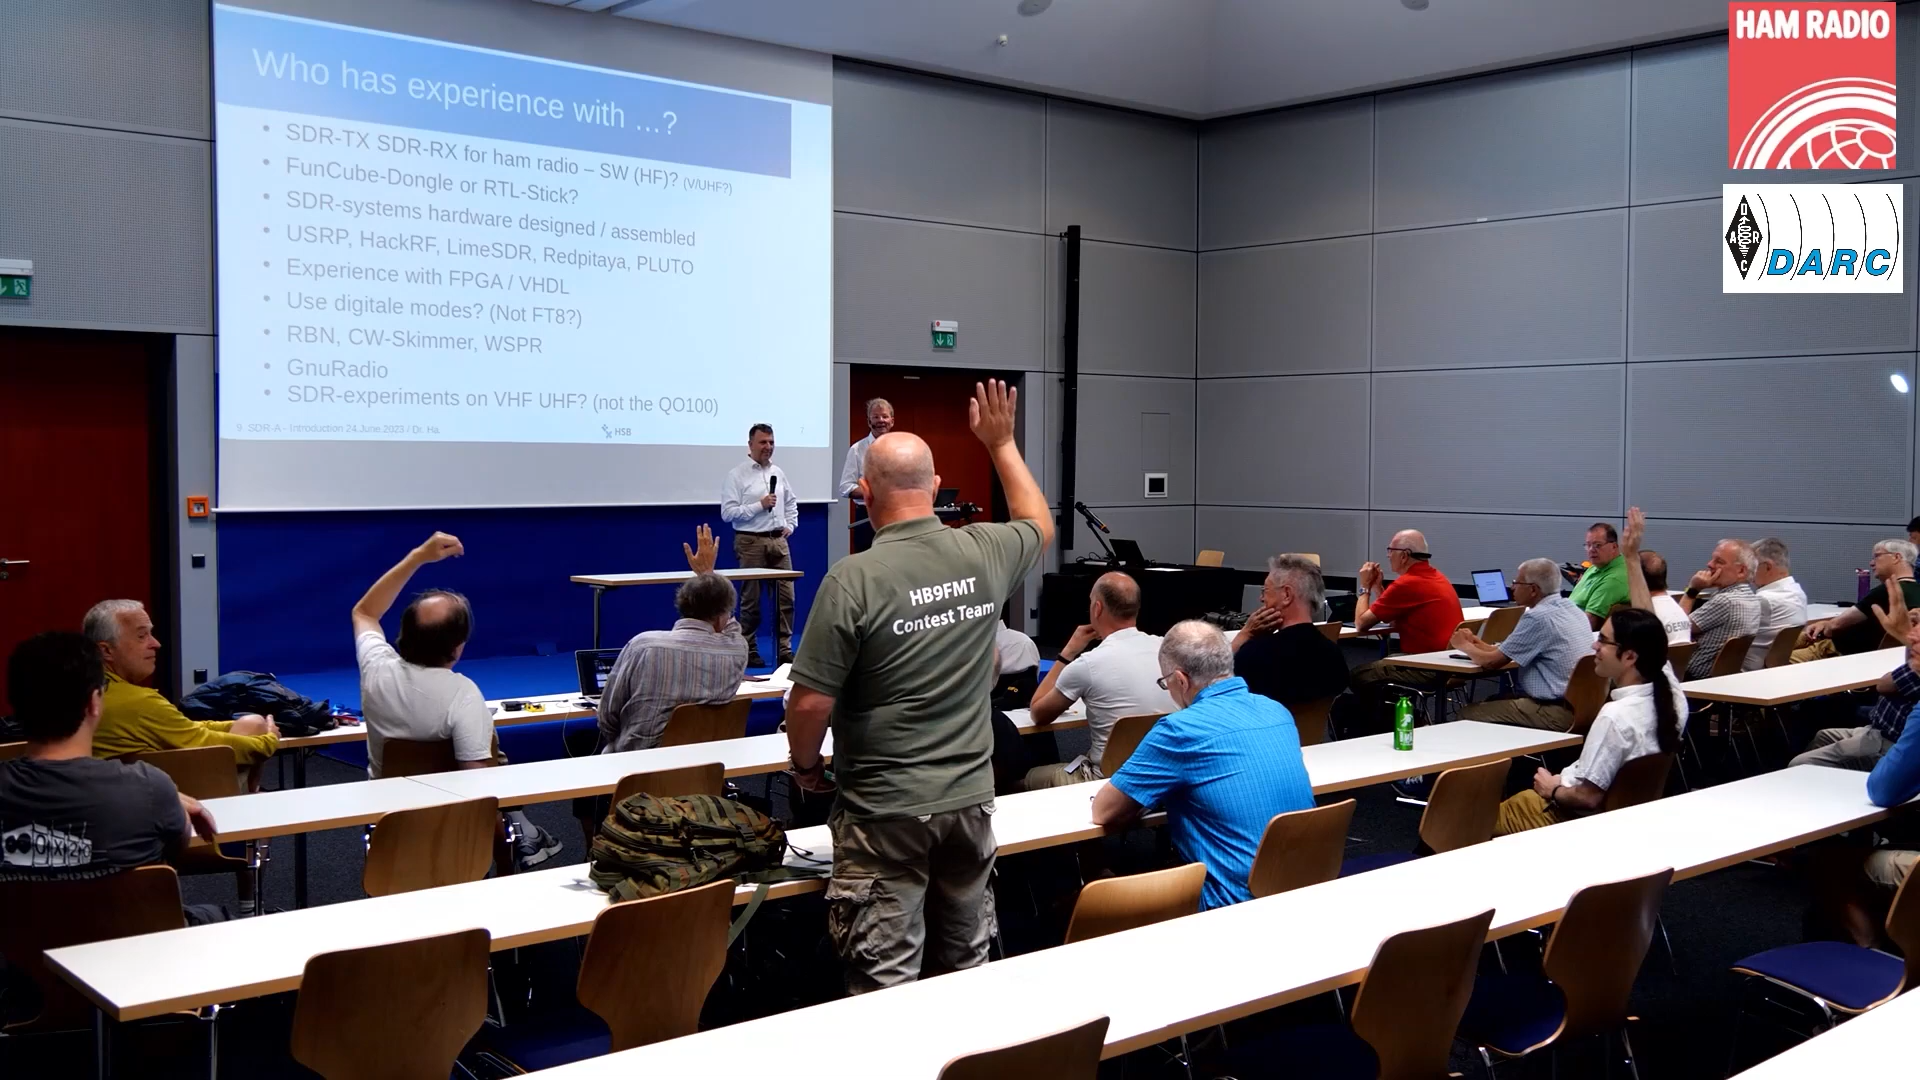 Who has experience with ...?
SDR-TX SDR-RX for ham radio – SW (HF)? (V/UHF?)
FunCube-Dongle or RTL-Stick?
SDR-systems hardware designed / assembled
USRP, HackRF, LimeSDR, Redpitaya, PLUTO
Experience with FPGA / VHDL
Use digitale modes? (Not FT8?)
RBN, CW-Skimmer, WSPR
GnuRadio
SDR-experiments on VHF UHF? (not the QO100)
9. SDR-A - Introduction 24.June.2023 / Dr. Ha.
HSB
HAM RADIO
DARC
DARC
HB9FMT
Contest Team